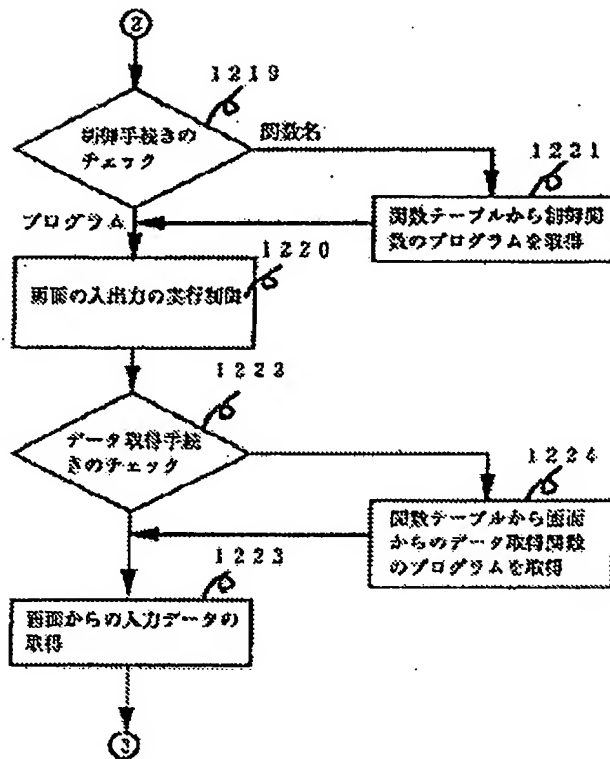 ②
1219
制御手続きの
チェック
関数名
1221
関数テーブルから制御関
数のプログラムを取得
プログラム
1220
画面の入出力の実行制御
1222
データ取得手続
きのチェック
1224
関数テーブルから画面
からのデータ取得関数
のプログラムを取得
1223
画面からの入力データの
取得
③